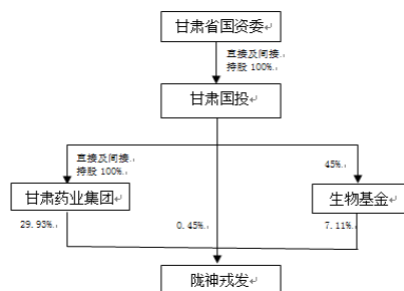 甘肃省国资委
直接及间接
持股 100%
甘肃国投
直接及间接
持股 100%
45%
甘肃药业集团
生物基金
29.93%
0.45%
7.11%
陇神戎发